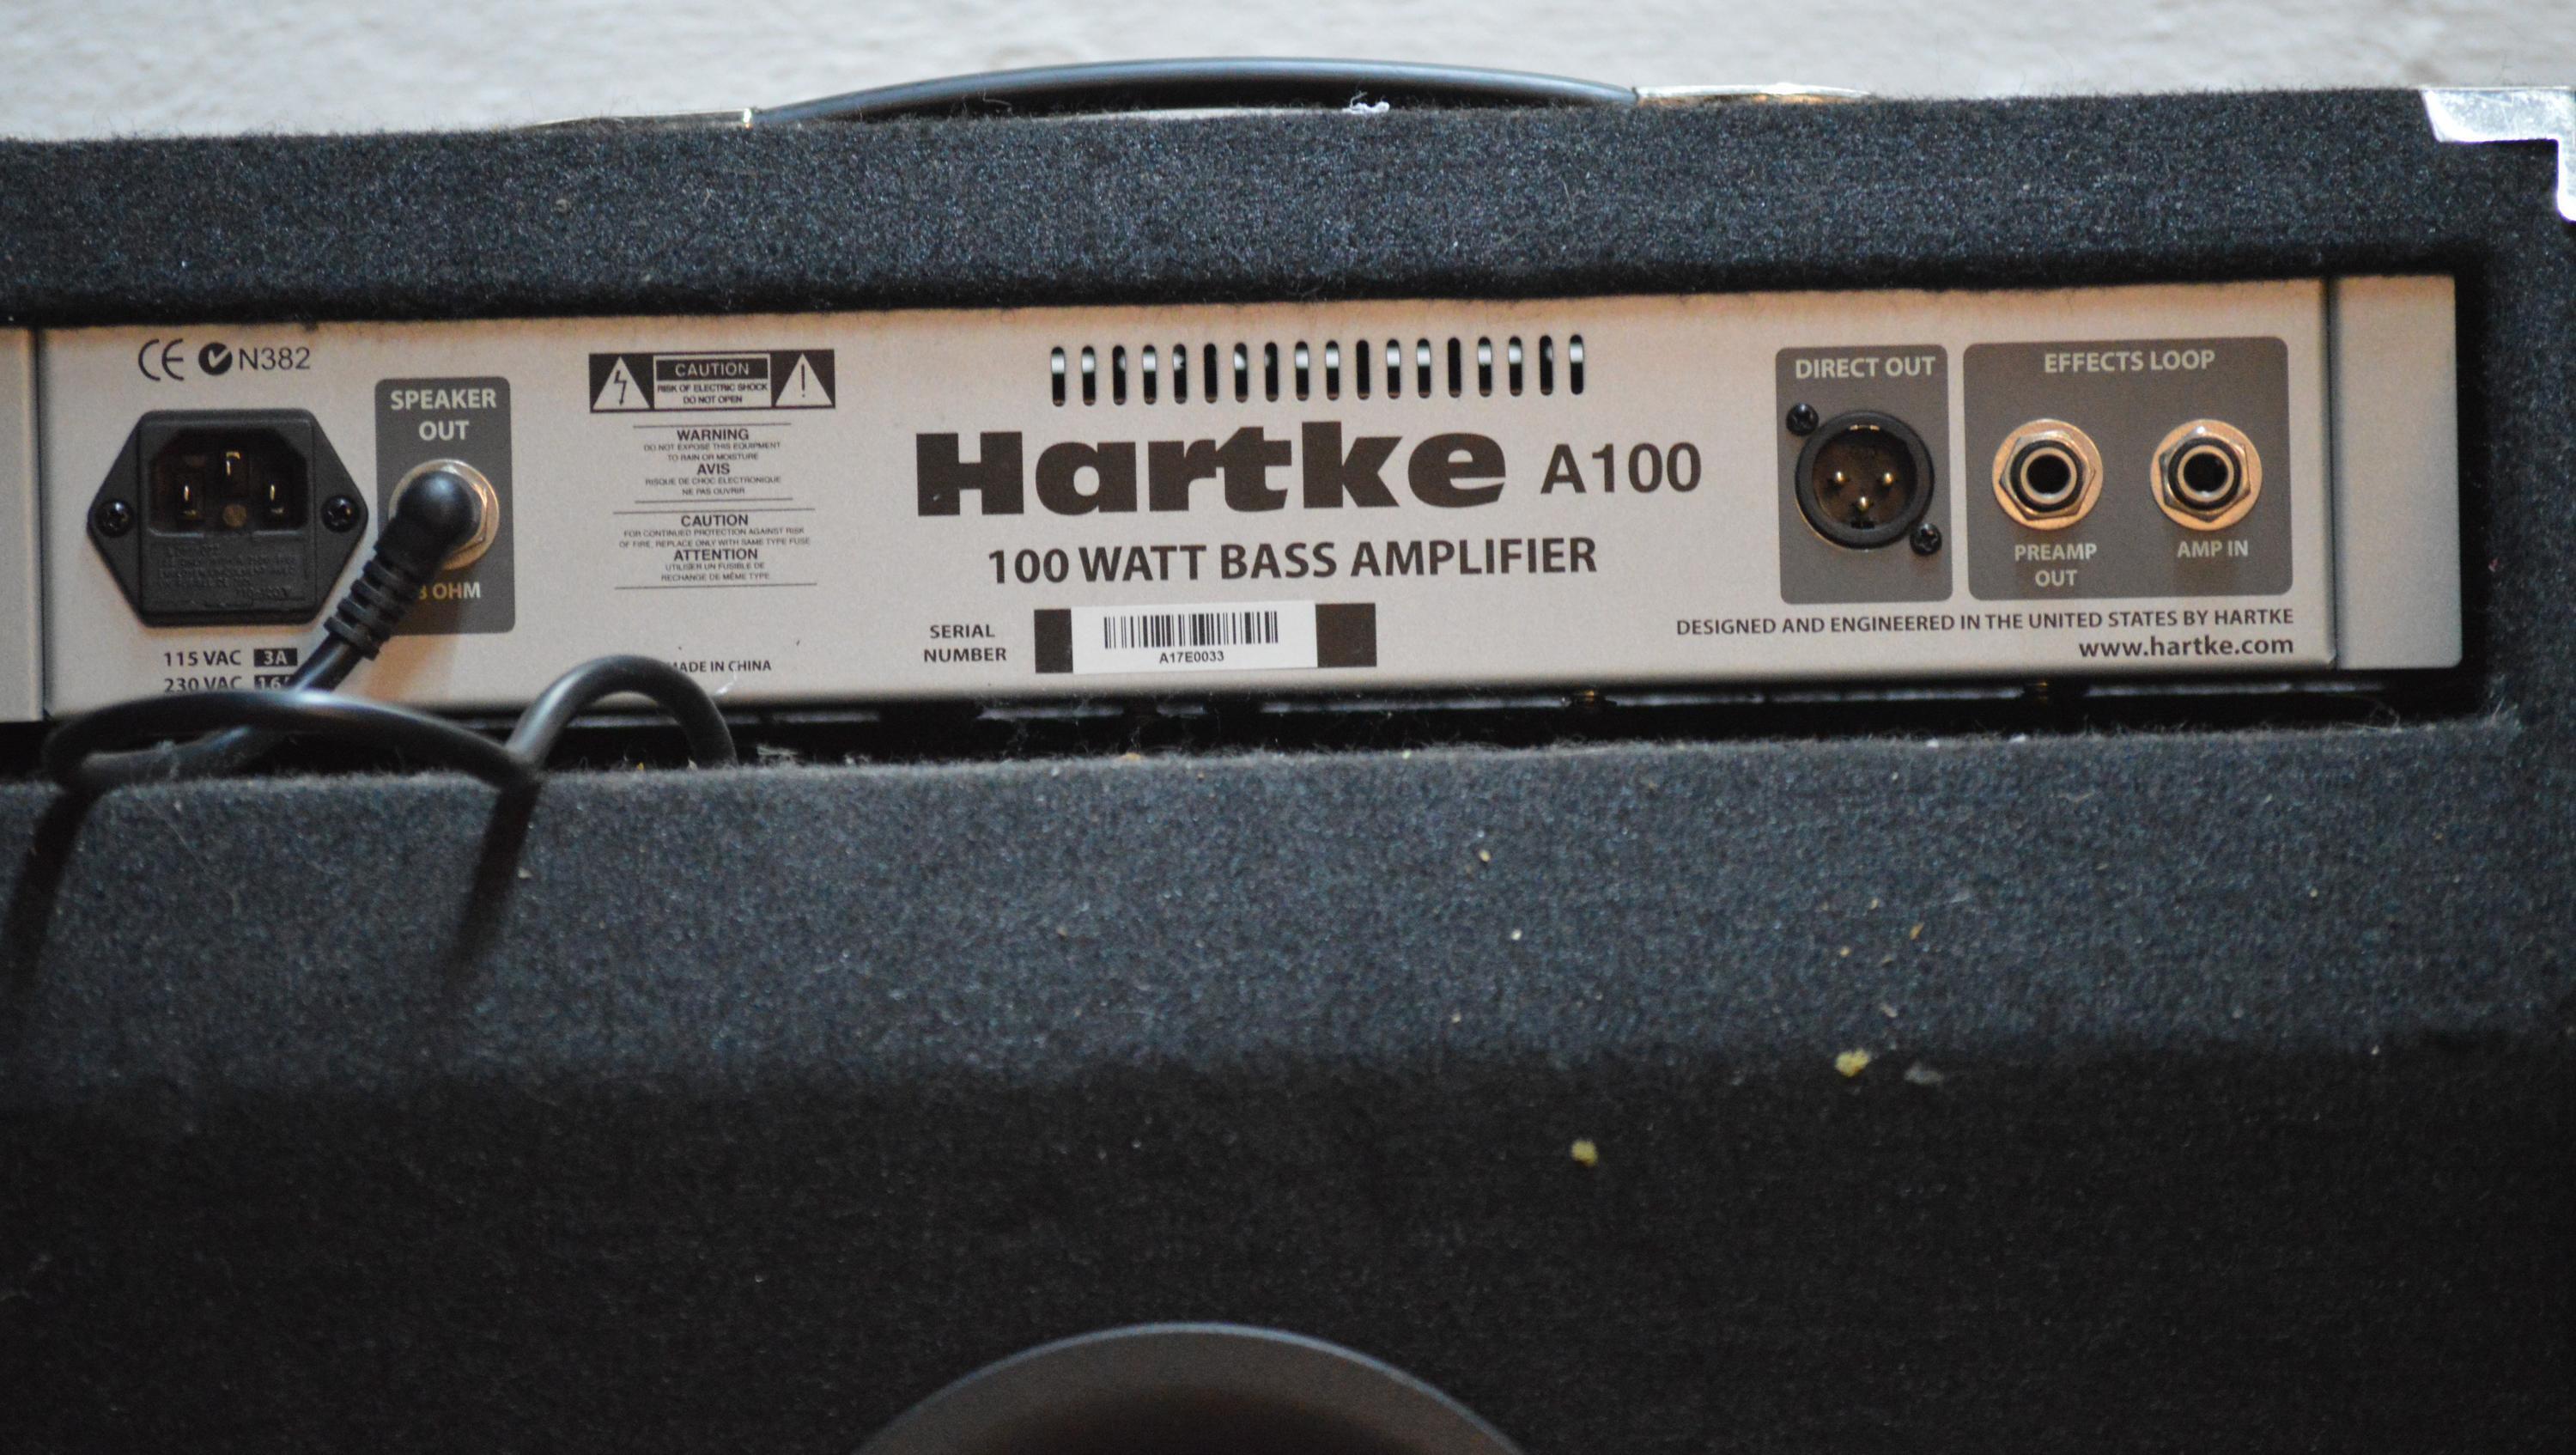 CE N382
SPEAKER
OUT
OHM
115 VAC 3A
230 VAC
CAUTION
RISK OF ELECTRIC SHOCK
DO NOT OPEN
WARNING
DO NOT EXPOSE THIS EQUIPMENT
TO RAIN OR MOISTURE
AVIS
RISQUE DE CHOC ELECTRONIQUE
NE PAS OUVRIR
CAUTION
FOR CONTINUED PROTECTION AGAINST RISK
OF FIRE, REPLACE ONLY WITH SAME TYPE FUSE
ATTENTION
UTILISER UN FUSIBLE DE
RECHANGE DE MÊME TYPE
MADE IN CHINA
Hartke A100
100 WATT BASS AMPLIFIER
SERIAL
NUMBER
A17E0033
DIRECT OUT
EFFECTS LOOP
PREAMP
OUT
AMP IN
DESIGNED AND ENGINEERED IN THE UNITED STATES BY HARTKE
www.hartke.com